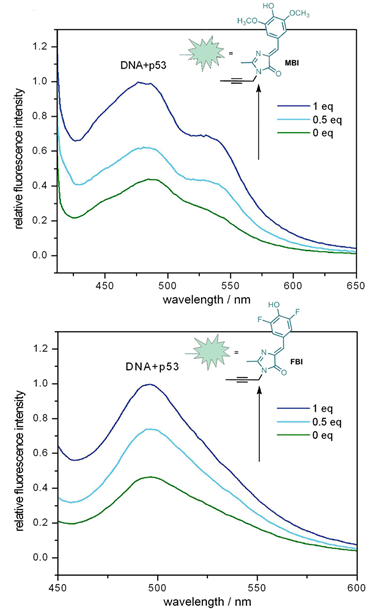 OH
OCH₃
CH₃O
N
N
O
=
MBI
DNA+p53
1 eq
0.5 eq
0 eq
relative fluorescence intensity
1.2
1.0
0.8
0.6
0.4
0.2
0.0
450
500
550
600
650
wavelength / nm
OH
F
F
N
N
O
=
FBI
DNA+p53
1 eq
0.5 eq
0 eq
relative fluorescence intensity
1.2
1.0
0.8
0.6
0.4
0.2
0.0
450
500
550
600
wavelength / nm